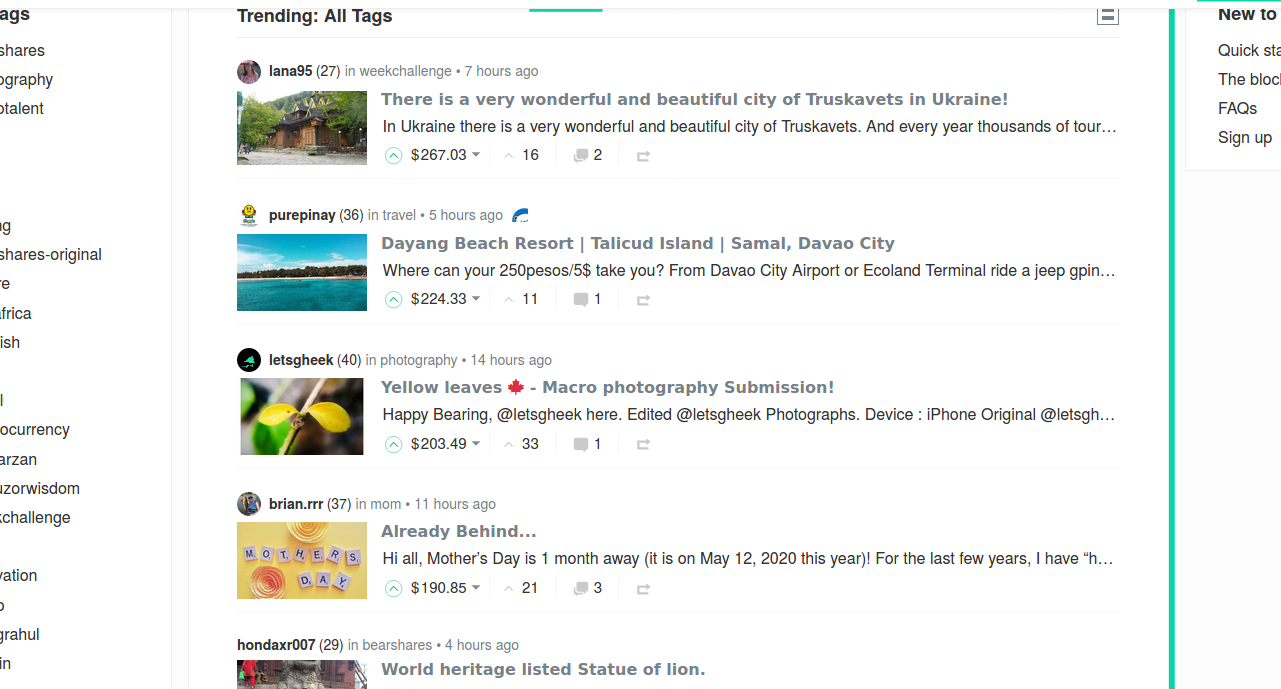 ags
shares
ography
otalent
ng
shares-original
re
africa
ish
l
ocurrency
arzan
uzorwisdom
kchallenge
vation
o
grahul
in
Trending: All Tags
lana95 (27) in weekchallenge • 7 hours ago
There is a very wonderful and beautiful city of Truskavets in Ukraine!
In Ukraine there is a very wonderful and beautiful city of Truskavets. And every year thousands of tour…
$267.03 16 2
purepinay (36) in travel • 5 hours ago
Dayang Beach Resort | Talicud Island | Samal, Davao City
Where can your 250pesos/5$ take you? From Davao City Airport or Ecoland Terminal ride a jeep gpin…
$224.33 11 1
letsgheek (40) in photography • 14 hours ago
Yellow leaves 🍁 - Macro photography Submission!
Happy Bearing, @letsgheek here. Edited @letsgheek Photographs. Device : iPhone Original @letsgh…
$203.49 33 1
brian.rrr (37) in mom • 11 hours ago
Already Behind...
Hi all, Mother’s Day is 1 month away (it is on May 12, 2020 this year)! For the last few years, I have “h…
$190.85 21 3
MOTHERS
DAY
hondaxr007 (29) in bearshares • 4 hours ago
World heritage listed Statue of lion.
New to
Quick sta
The bloc
FAQs
Sign up